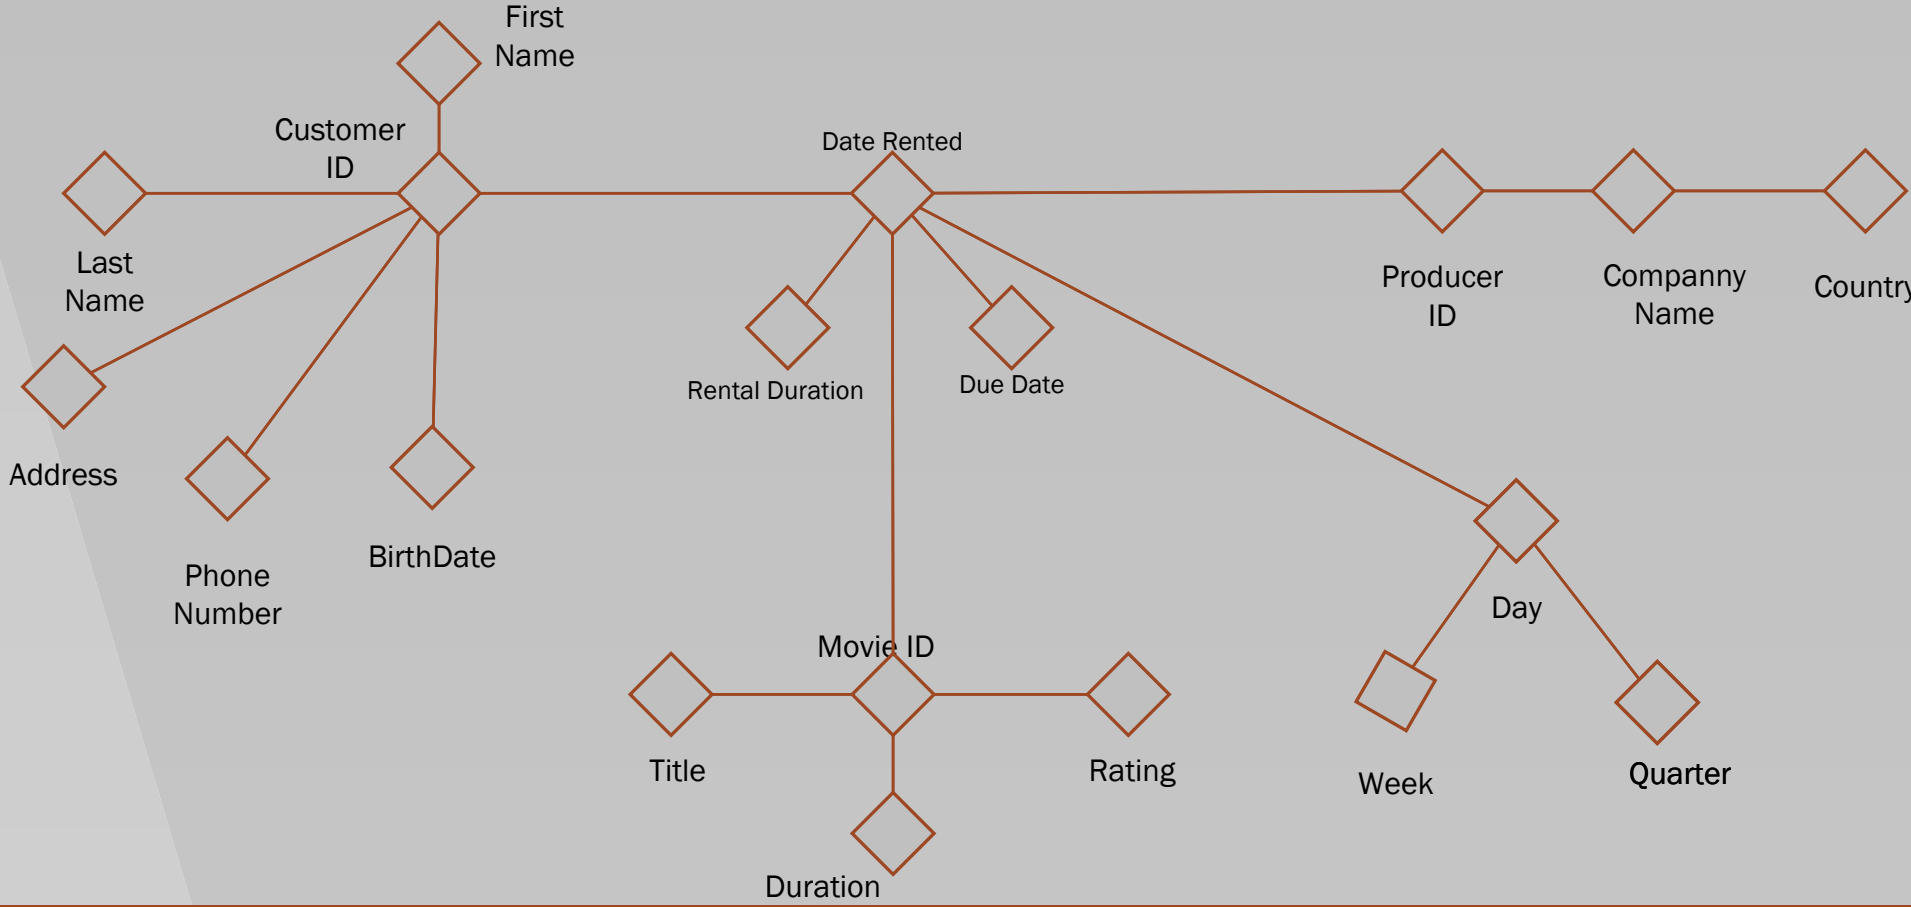 First
Name
Customer
ID
Date Rented
Last
Name
Producer
ID
Companny
Name
Country
Rental Duration
Due Date
Address
BirthDate
Phone
Number
Day
Movie ID
Title
Rating
Week
Quarter
Duration